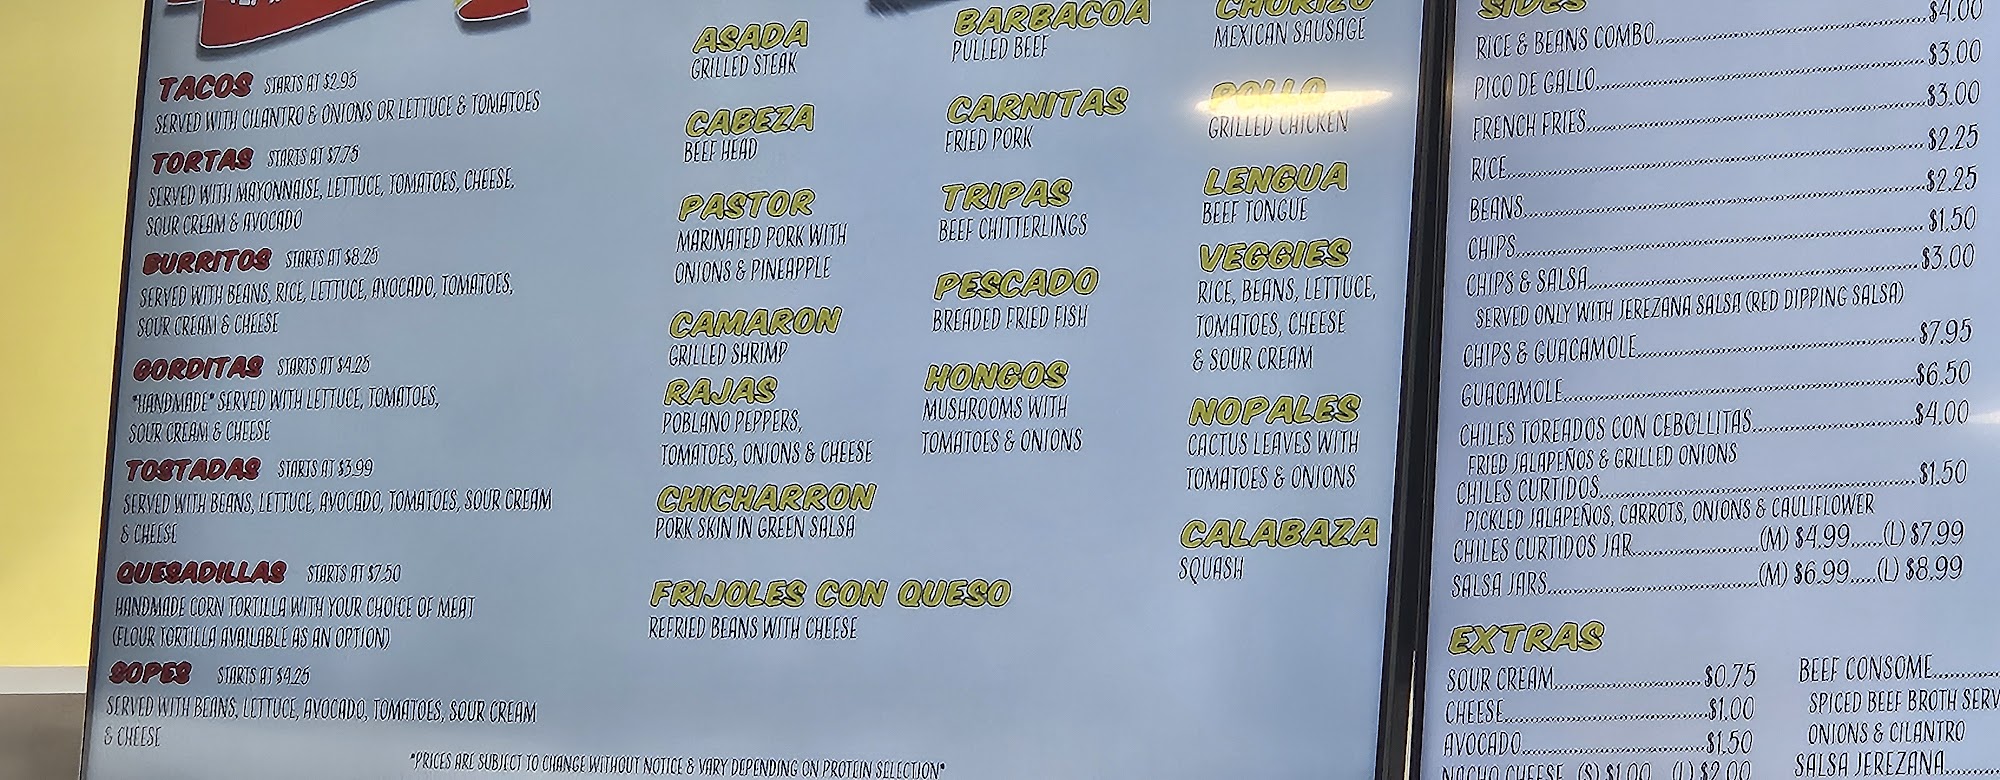 TACOS STARTS AT $2.95
SERVED WITH CILANTRO & ONIONS OR LETTUCE & TOMATOES
TORTAS STARTS AT $7.75
SERVED WITH MAYONNAISE, LETTUCE, TOMATOES, CHEESE,
SOUR CREAM & AVOCADO
BURRITOS STARTS AT $8.25
SERVED WITH BEANS, RICE, LETTUCE, AVOCADO, TOMATOES,
SOUR CREAM & CHEESE
GORDITAS STARTS AT $4.25
*HANDMADE* SERVED WITH LETTUCE, TOMATOES,
SOUR CREAM & CHEESE
TOSTADAS STARTS AT $3.99
SERVED WITH BEANS, LETTUCE, AVOCADO, TOMATOES, SOUR CREAM
& CHEESE
QUESADILLAS STARTS AT $7.50
HANDMADE CORN TORTILLA WITH YOUR CHOICE OF MEAT
(FLOUR TORTILLA AVAILABLE AS AN OPTION)
SOPES STARTS AT $4.25
SERVED WITH BEANS, LETTUCE, AVOCADO, TOMATOES, SOUR CREAM
& CHEESE
ASADA
GRILLED STEAK
CABEZA
BEEF HEAD
PASTOR
MARINATED PORK WITH
ONIONS & PINEAPPLE
CAMARON
GRILLED SHRIMP
RAJAS
POBLANO PEPPERS,
TOMATOES, ONIONS & CHEESE
CHICHARRON
PORK SKIN IN GREEN SALSA
FRIJOLES CON QUESO
REFRIED BEANS WITH CHEESE
BARBACOA
PULLED BEEF
CARNITAS
FRIED PORK
TRIPAS
BEEF CHITTERLINGS
PESCADO
BREADED FRIED FISH
HONGOS
MUSHROOMS WITH
TOMATOES & ONIONS
CHORIZO
MEXICAN SAUSAGE
POLLO
GRILLED CHICKEN
LENGUA
BEEF TONGUE
VEGGIES
RICE, BEANS, LETTUCE,
TOMATOES, CHEESE
& SOUR CREAM
NOPALES
CACTUS LEAVES WITH
TOMATOES & ONIONS
CALABAZA
SQUASH
*PRICES ARE SUBJECT TO CHANGE WITHOUT NOTICE & VARY DEPENDING ON PROTEIN SELECTION*
SIDES
RICE & BEANS COMBO $4.00
PICO DE GALLO $3.00
FRENCH FRIES $3.00
RICE $2.25
BEANS $2.25
CHIPS $1.50
CHIPS & SALSA $3.00
SERVED ONLY WITH JEREZANA SALSA (RED DIPPING SALSA)
CHIPS & GUACAMOLE $7.95
GUACAMOLE $6.50
CHILES TOREADOS CON CEBOLLITAS $4.00
FRIED JALAPEÑOS & GRILLED ONIONS
CHILES CURTIDOS $1.50
PICKLED JALAPEÑOS, CARROTS, ONIONS & CAULIFLOWER
CHILES CURTIDOS JAR (M) $4.99 (L) $7.99
SALSA JARS (M) $6.99 (L) $8.99
EXTRAS
SOUR CREAM $0.75
CHEESE $1.00
AVOCADO $1.50
NACHO CHEESE (S) $1.00 (L) $2.00
BEEF CONSOME
SPICED BEEF BROTH SERV
ONIONS & CILANTRO
SALSA JEREZANA